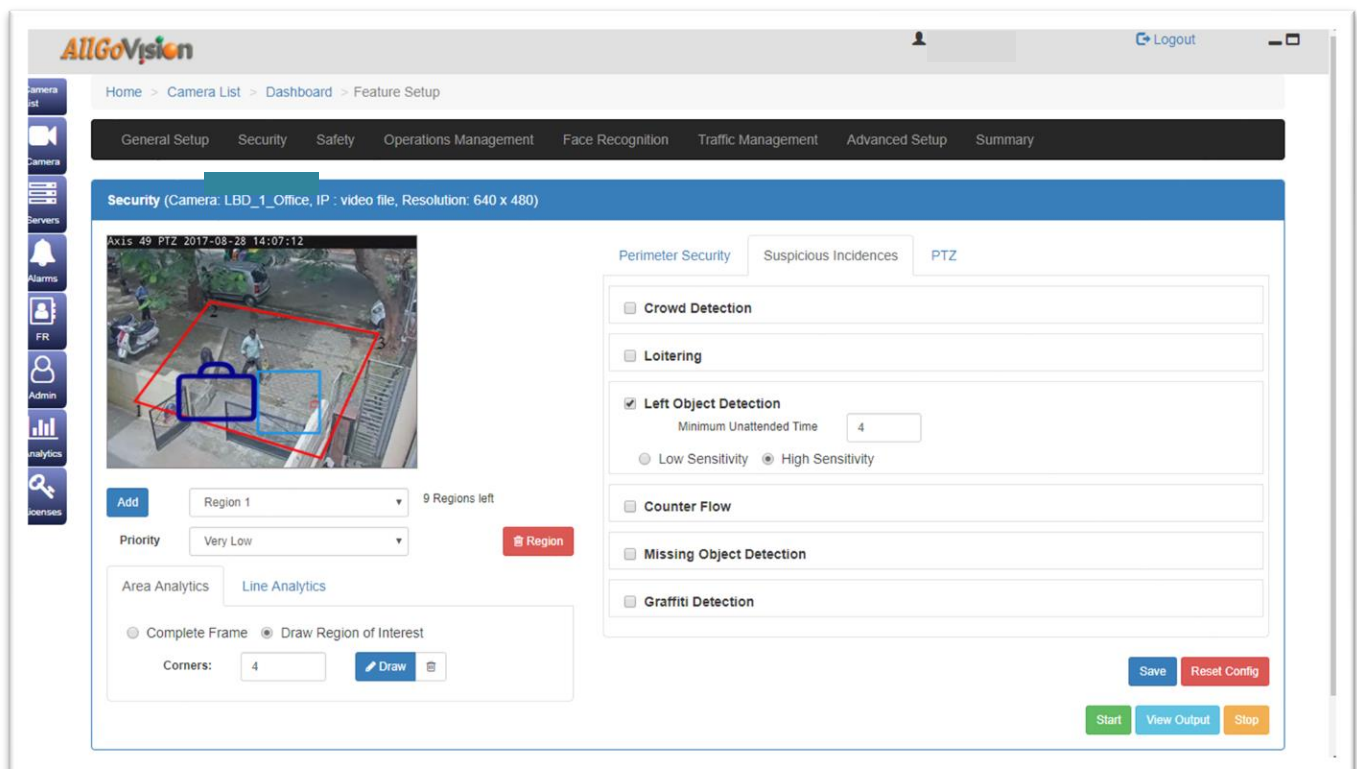 AllGoVision
Logout
Home > Camera List > Dashboard > Feature Setup
General Setup Security Safety Operations Management Face Recognition Traffic Management Advanced Setup Summary
Camera
Servers
Alarms
FR
Admin
Security (Camera: LBD_1_Office, IP : video file, Resolution: 640 x 480)
Axis 49 PTZ 2017-08-28 14:07:12
1
2
3
Add
Region 1
9 Regions left
Priority
Very Low
Region
Area Analytics Line Analytics
Complete Frame Draw Region of Interest
Corners: 4 Draw
Perimeter Security Suspicious Incidences PTZ
Crowd Detection
Loitering
Left Object Detection
Minimum Unattended Time 4
Low Sensitivity High Sensitivity
Counter Flow
Missing Object Detection
Graffiti Detection
Save Reset Config
Start View Output Stop